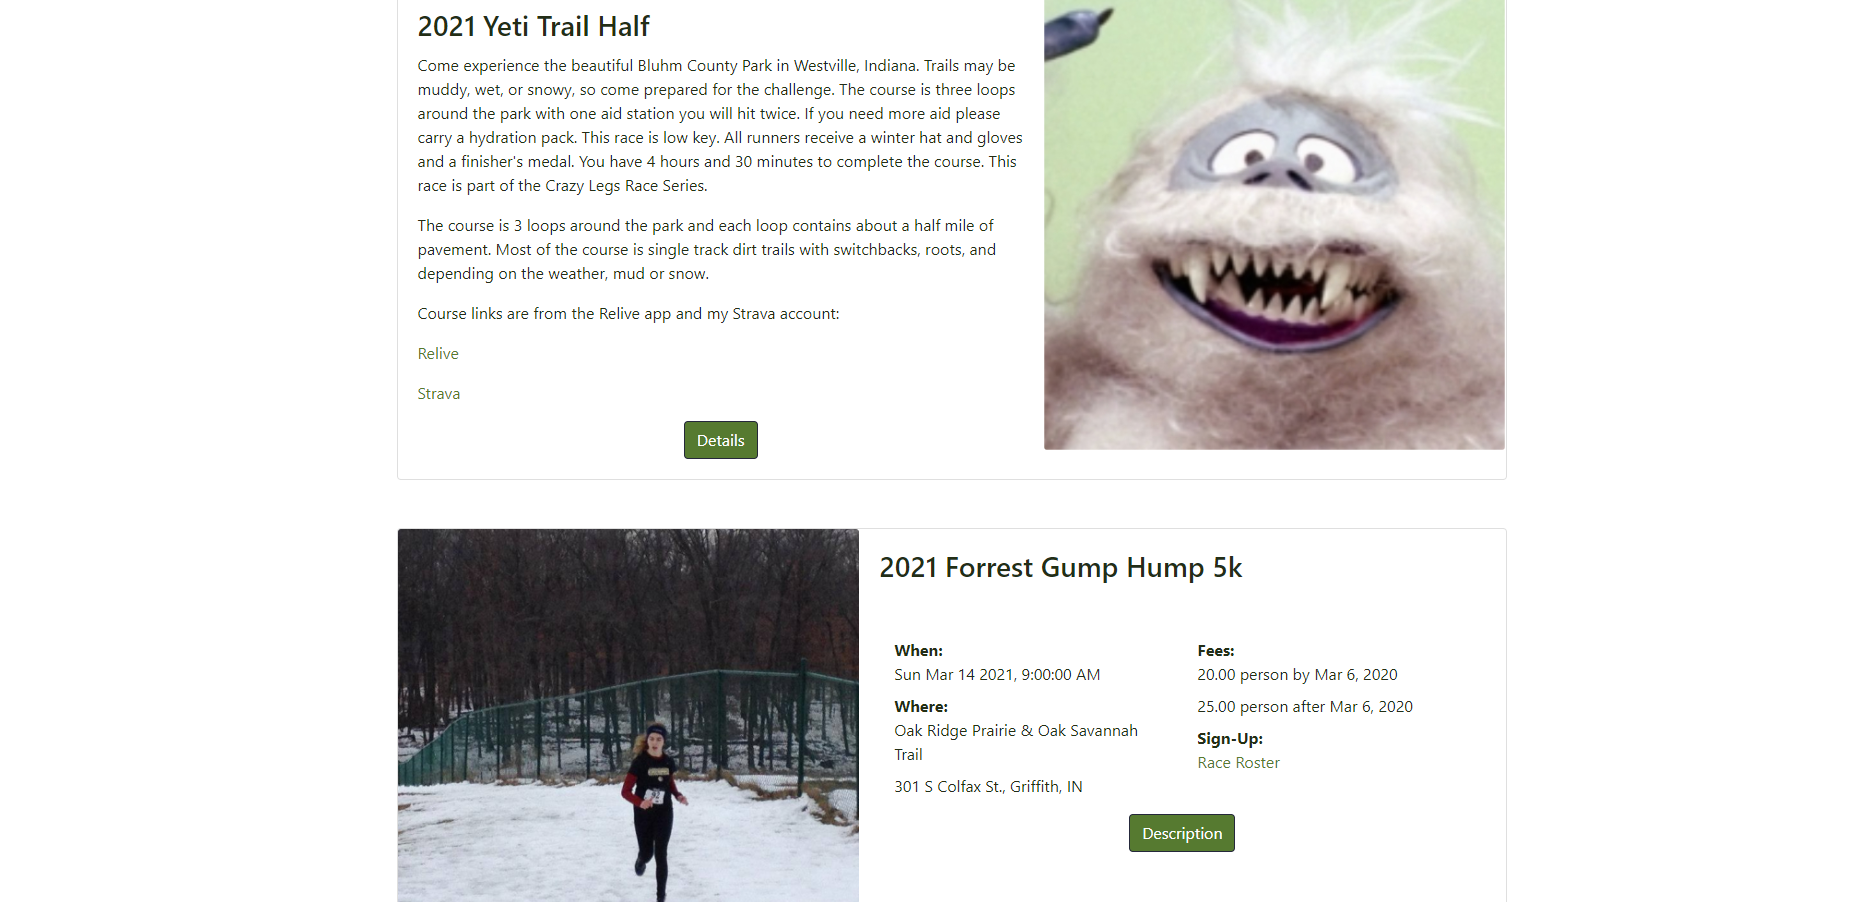 2021 Yeti Trail Half
Come experience the beautiful Bluhm County Park in Westville, Indiana. Trails may be
muddy, wet, or snowy, so come prepared for the challenge. The course is three loops
around the park with one aid station you will hit twice. If you need more aid please
carry a hydration pack. This race is low key. All runners receive a winter hat and gloves
and a finisher's medal. You have 4 hours and 30 minutes to complete the course. This
race is part of the Crazy Legs Race Series.
The course is 3 loops around the park and each loop contains about a half mile of
pavement. Most of the course is single track dirt trails with switchbacks, roots, and
depending on the weather, mud or snow.
Course links are from the Relive app and my Strava account:
Relive
Strava
Details
2021 Forrest Gump Hump 5k
When:
Sun Mar 14 2021, 9:00:00 AM
Where:
Oak Ridge Prairie & Oak Savannah
Trail
301 S Colfax St., Griffith, IN
Fees:
20.00 person by Mar 6, 2020
25.00 person after Mar 6, 2020
Sign-Up:
Race Roster
Description